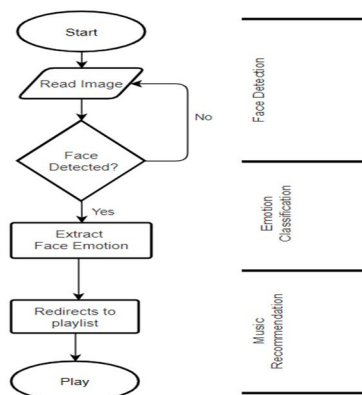 Start
Read Image
No
Face
Detected?
Yes
Extract
Face Emotion
Redirects to
playlist
Play
Face Detection
Emotion
Classification
Music
Recommendation